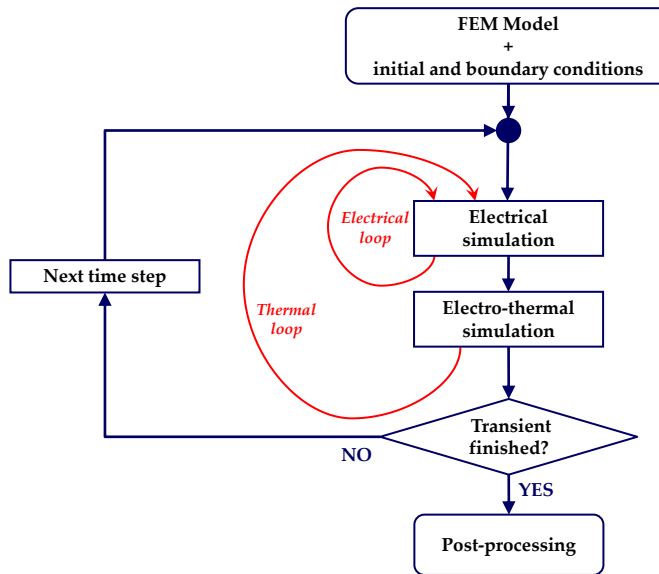 FEM Model
+
initial and boundary conditions
Electrical
loop
Electrical
simulation
Next time step
Thermal
loop
Electro-thermal
simulation
Transient
finished?
NO
YES
Post-processing